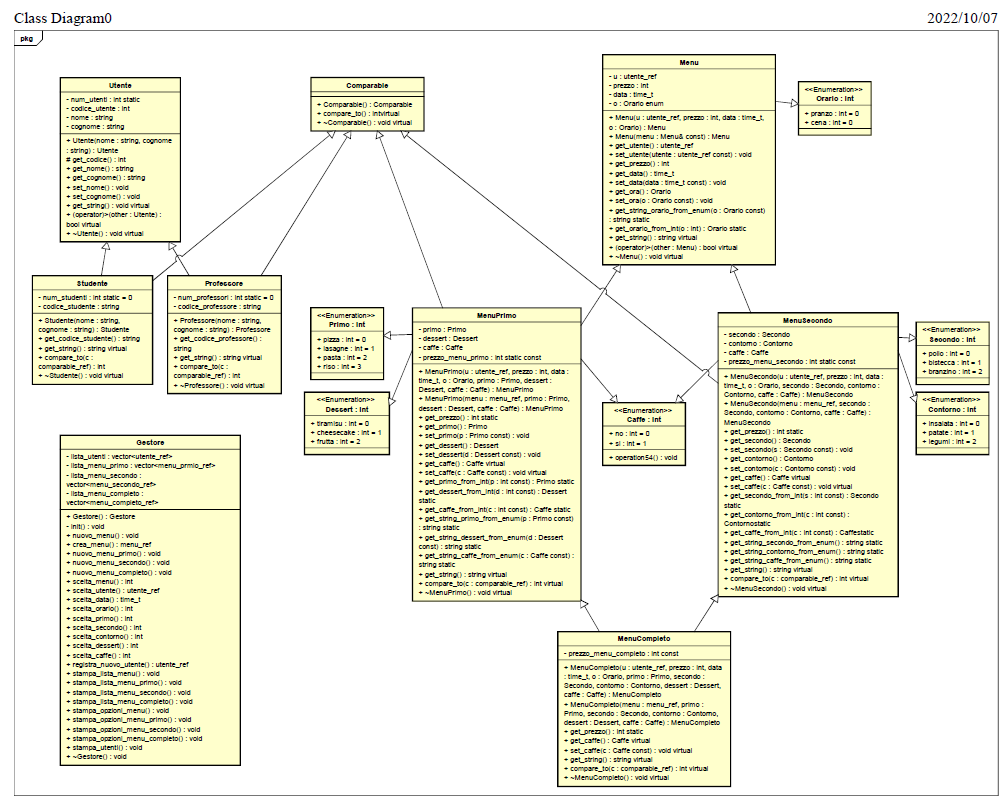 Class Diagram0
2022/10/07
pkg
Utente
- num_utenti : int static
- codice_utente : int
- nome : string
- cognome : string
+ Utente(nome : string, cognome
: string) : Utente
# get_codice() : int
+ get_nome() : string
+ get_cognome() : string
+ set_nome() : void
+ set_cognome() : void
+ get_string() : void virtual
+ (operator)>(other : Utente) :
bool virtual
+ ~Utente() : void virtual
Comparable
+ Comparable() : Comparable
+ compare_to() : intvirtual
+ ~Comparable() : void virtual
Menu
- u : utente_ref
- prezzo : int
- data : time_t
- o : Orario enum
+ Menu(u : utente_ref, prezzo : int, data : time_t,
o : Orario) : Menu
+ Menu(menu : Menu& const) : Menu
+ get_utente() : utente_ref
+ set_utente(utente : utente_ref const) : void
+ get_prezzo() : int
+ get_data() : time_t
+ set_data(data : time_t const) : void
+ get_ora() : Orario
+ set_ora(o : Orario const) : void
+ get_string_orario_from_enum(o : Orario const)
: string static
+ get_orario_from_int(o : int) : Orario static
+ get_string() : string virtual
+ (operator)>(other : Menu) : bool virtual
+ ~Menu() : void virtual
<<Enumeration>>
Orario : int
+ pranzo : int = 0
+ cena : int = 0
Studente
- num_studenti : int static = 0
- codice_studente : string
+ Studente(nome : string,
cognome : string) : Studente
+ get_codice_studente() : string
+ get_string() : string virtual
+ compare_to(c :
comparable_ref) : int
+ ~Studente() : void virtual
Professore
- num_professori : int static = 0
- codice_professore : string
+ Professore(nome : string,
cognome : string) : Professore
+ get_codice_professore() :
string
+ get_string() : string virtual
+ compare_to(c :
comparable_ref) : int
+ ~Professore() : void virtual
<<Enumeration>>
Primo : int
+ pizza : int = 0
+ lasagne : int = 1
+ pasta : int = 2
+ riso : int = 3
<<Enumeration>>
Dessert : int
+ tiramisu : int = 0
+ cheesecake : int = 1
+ frutta : int = 2
MenuPrimo
- primo : Primo
- dessert : Dessert
- caffe : Caffe
- prezzo_menu_primo : int static const
+ MenuPrimo(u : utente_ref, prezzo : int, data :
time_t, o : Orario, primo : Primo, dessert :
Dessert, caffe : Caffe) : MenuPrimo
+ MenuPrimo(menu : menu_ref, primo : Primo,
dessert : Dessert, caffe : Caffe) : MenuPrimo
+ get_prezzo() : int static
+ get_primo() : Primo
+ set_primo(p : Primo const) : void
+ get_dessert() : Dessert
+ set_dessert(d : Dessert const) : void
+ get_caffe() : Caffe virtual
+ set_caffe(c : Caffe const) : void virtual
+ get_primo_from_int(p : int const) : Primo static
+ get_dessert_from_int(d : int const) : Dessert
static
+ get_caffe_from_int(c : int const) : Caffe static
+ get_string_primo_from_enum(p : Primo const)
: string static
+ get_string_dessert_from_enum(d : Dessert
const) : string static
+ get_string_caffe_from_enum(c : Caffe const) :
string static
+ get_string() : string virtual
+ compare_to(c : comparable_ref) : int virtual
+ ~MenuPrimo() : void virtual
<<Enumeration>>
Caffe : int
+ no : int = 0
+ si : int = 1
+ operation54() : void
MenuSecondo
- secondo : Secondo
- contorno : Contorno
- caffe : Caffe
- prezzo_menu_secondo : int static const
+ MenuSecondo(u : utente_ref, prezzo : int, data :
time_t, o : Orario, secondo : Secondo, contorno :
Contorno, caffe : Caffe) : MenuSecondo
+ MenuSecondo(menu : menu_ref, secondo :
Secondo, contorno : Contorno, caffe : Caffe) :
MenuSecondo
+ get_prezzo() : int static
+ get_secondo() : Secondo
+ set_secondo(s : Secondo const) : void
+ get_contorno() : Contorno
+ set_contorno(c : Contorno const) : void
+ get_caffe() : Caffe virtual
+ set_caffe(c : Caffe const) : void virtual
+ get_secondo_from_int(s : int const) : Secondo
static
+ get_contorno_from_int(c : int const) :
Contornostatic
+ get_caffe_from_int(c : int const) : Caffestatic
+ get_string_secondo_from_enum() : string static
+ get_string_contorno_from_enum() : string static
+ get_string_caffe_from_enum() : string static
+ get_string() : string virtual
+ compare_to(c : comparable_ref) : int virtual
+ ~MenuSecondo() : void virtual
<<Enumeration>>
Secondo : int
+ pollo : int = 0
+ bistecca : int = 1
+ branzino : int = 2
<<Enumeration>>
Contorno : int
+ insalata : int = 0
+ patate : int = 1
+ legumi : int = 2
Gestore
- lista_utenti : vector<utente_ref>
- lista_menu_primo : vector<menu_prmio_ref>
- lista_menu_secondo :
vector<menu_secondo_ref>
- lista_menu_completo :
vector<menu_completo_ref>
+ Gestore() : Gestore
- init() : void
+ nuovo_menu() : void
+ crea_menu() : menu_ref
+ nuovo_menu_primo() : void
+ nuovo_menu_secondo() : void
+ nuovo_menu_completo() : void
+ scelta_menu() : int
+ scelta_utente() : utente_ref
+ scelta_data() : time_t
+ scelta_orario() : int
+ scelta_primo() : int
+ scelta_secondo() : int
+ scelta_contorno() : int
+ scelta_dessert() : int
+ scelta_caffe() : int
+ registra_nuovo_utente() : utente_ref
+ stampa_lista_menu() : void
+ stampa_lista_menu_primo() : void
+ stampa_lista_menu_secondo() : void
+ stampa_lista_menu_completo() : void
+ stampa_opzioni_menu() : void
+ stampa_opzioni_menu_primo() : void
+ stampa_opzioni_menu_secondo() : void
+ stampa_opzioni_menu_completo() : void
+ stampa_utenti() : void
+ ~Gestore() : void
MenuCompleto
- prezzo_menu_completo : int const
+ MenuCompleto(u : utente_ref, prezzo : int, data
: time_t, o : Orario, primo : Primo, secondo :
Secondo, contorno : Contorno, dessert : Dessert,
caffe : Caffe) : MenuCompleto
+ MenuCompleto(menu : menu_ref, primo :
Primo, secondo : Secondo, contorno : Contorno,
dessert : Dessert, caffe : Caffe) : MenuCompleto
+ get_prezzo() : int static
+ get_caffe() : Caffe virtual
+ set_caffe(c : Caffe const) : void virtual
+ get_string() : string virtual
+ compare_to(c : comparable_ref) : int virtual
+ ~MenuCompleto() : void virtual